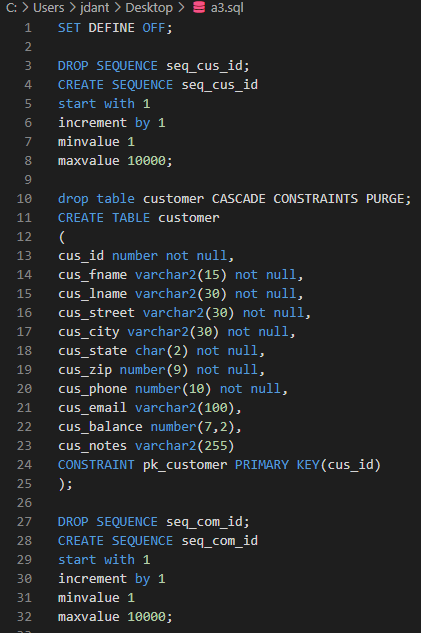 C: > Users > jdant > Desktop > a3.sql
1 SET DEFINE OFF;
2
3 DROP SEQUENCE seq_cus_id;
4 CREATE SEQUENCE seq_cus_id
5 start with 1
6 increment by 1
7 minvalue 1
8 maxvalue 10000;
9
10 drop table customer CASCADE CONSTRAINTS PURGE;
11 CREATE TABLE customer
12 (
13 cus_id number not null,
14 cus_fname varchar2(15) not null,
15 cus_lname varchar2(30) not null,
16 cus_street varchar2(30) not null,
17 cus_city varchar2(30) not null,
18 cus_state char(2) not null,
19 cus_zip number(9) not null,
20 cus_phone number(10) not null,
21 cus_email varchar2(100),
22 cus_balance number(7,2),
23 cus_notes varchar2(255)
24 CONSTRAINT pk_customer PRIMARY KEY(cus_id)
25 );
26
27 DROP SEQUENCE seq_com_id;
28 CREATE SEQUENCE seq_com_id
29 start with 1
30 increment by 1
31 minvalue 1
32 maxvalue 10000;